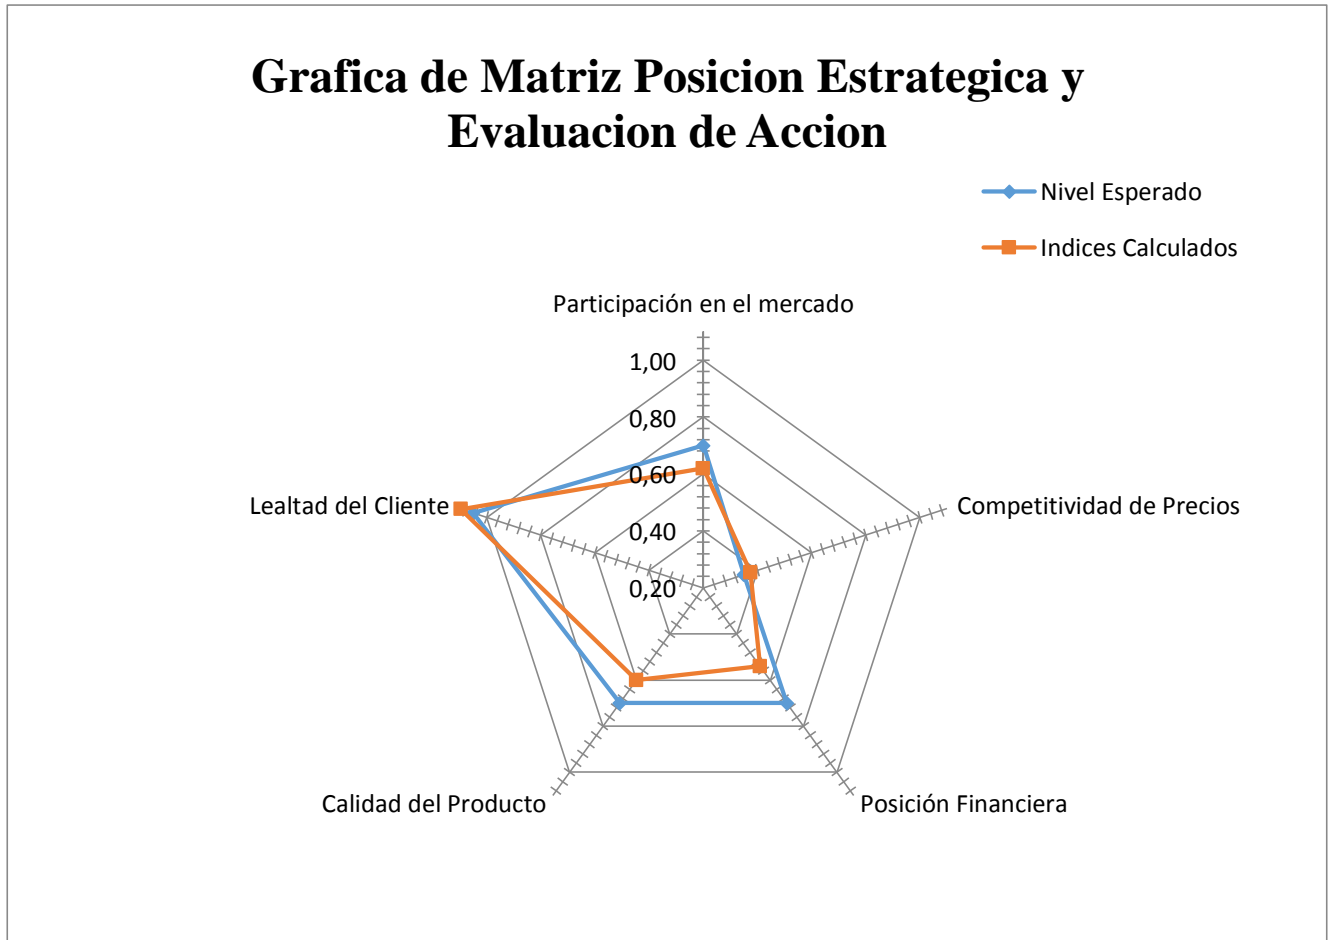 Grafica de Matriz Posicion Estrategica y
Evaluacion de Accion
Nivel Esperado
Indices Calculados
Participación en el mercado
1,00
0,80
0,60
0,40
0,20
Lealtad del Cliente
Competitividad de Precios
Calidad del Producto
Posición Financiera